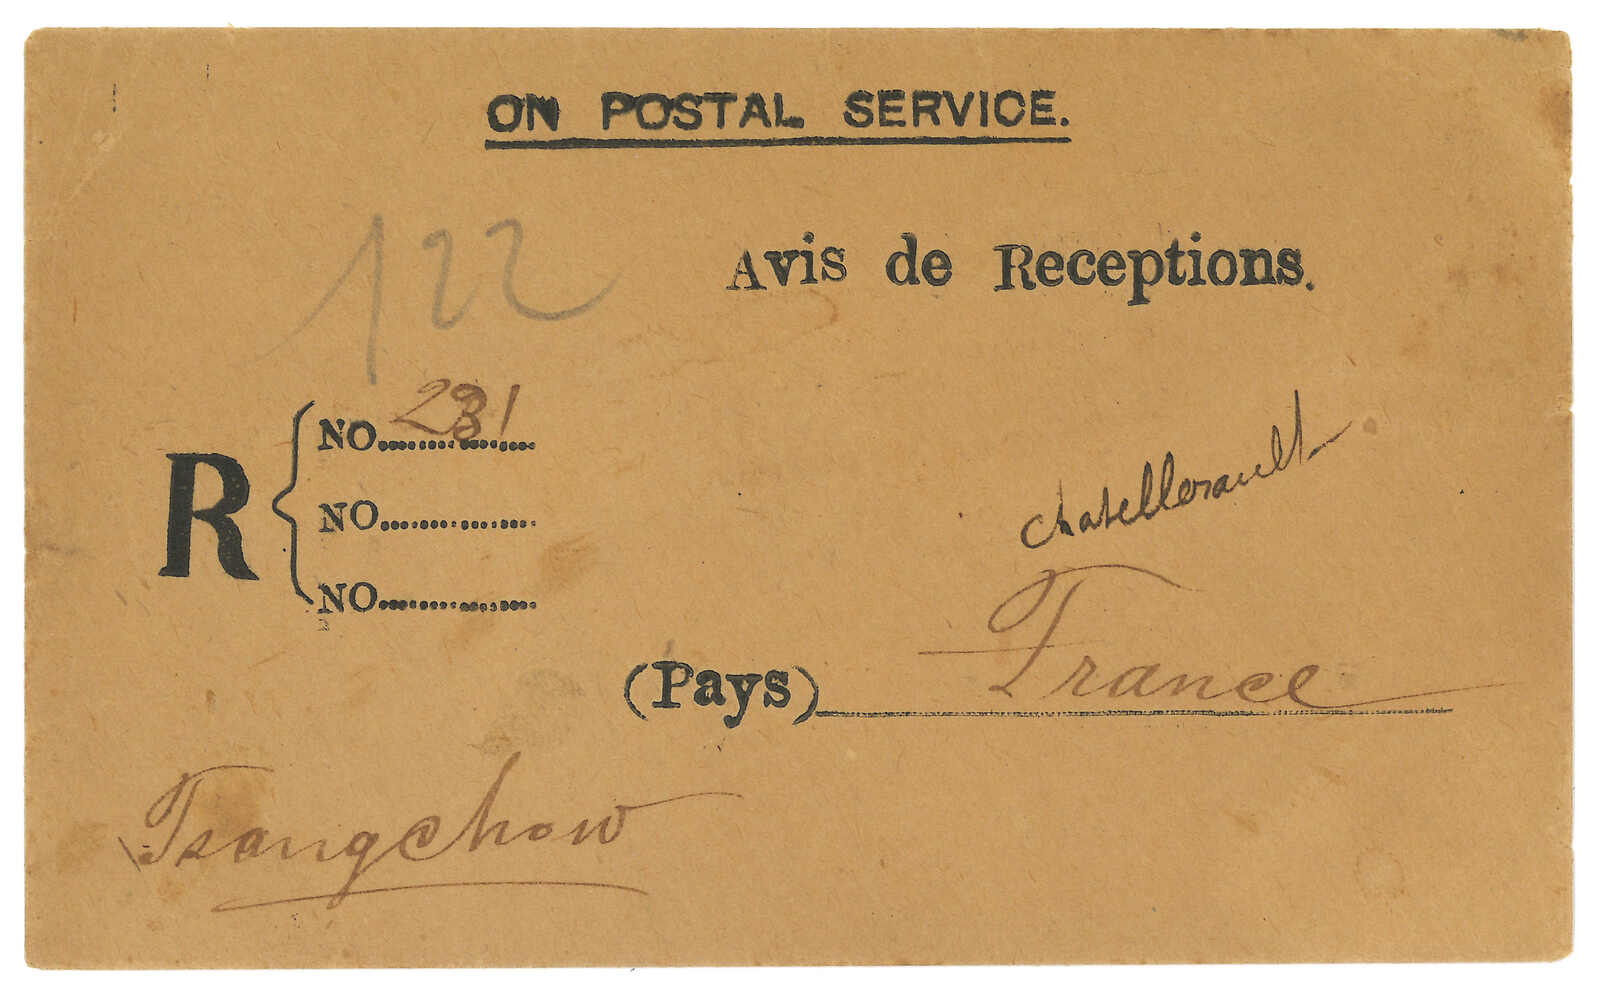 ON POSTAL SERVICE.
122
Avis de Receptions.
R
NO. 231
NO.
NO.
chatellerault
(Pays) France
Tsangchow